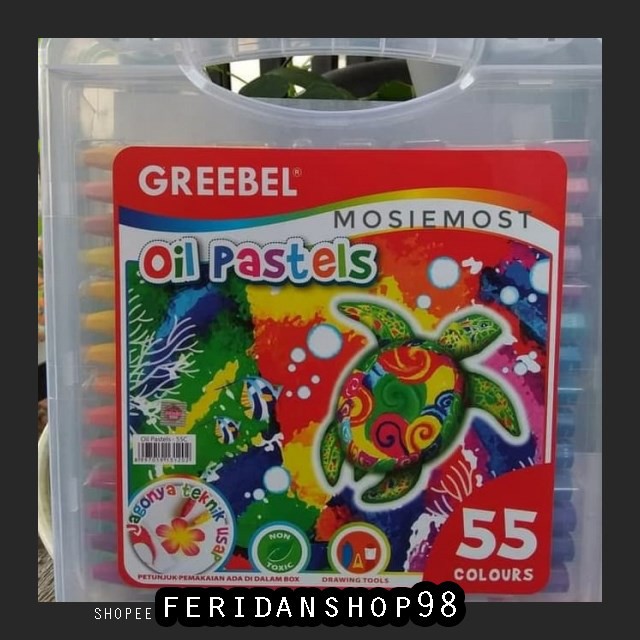 GREEBEL®
MOSIEMOST
Oil Pastels
Oil Pastels - 55C
Jagonya teknik usap
NON
TOXIC
55
COLOURS
PETUNJUK PEMAKAIAN ADA DI DALAM BOX
DRAWING TOOLS
SHOPEE FERIDANSHOP98